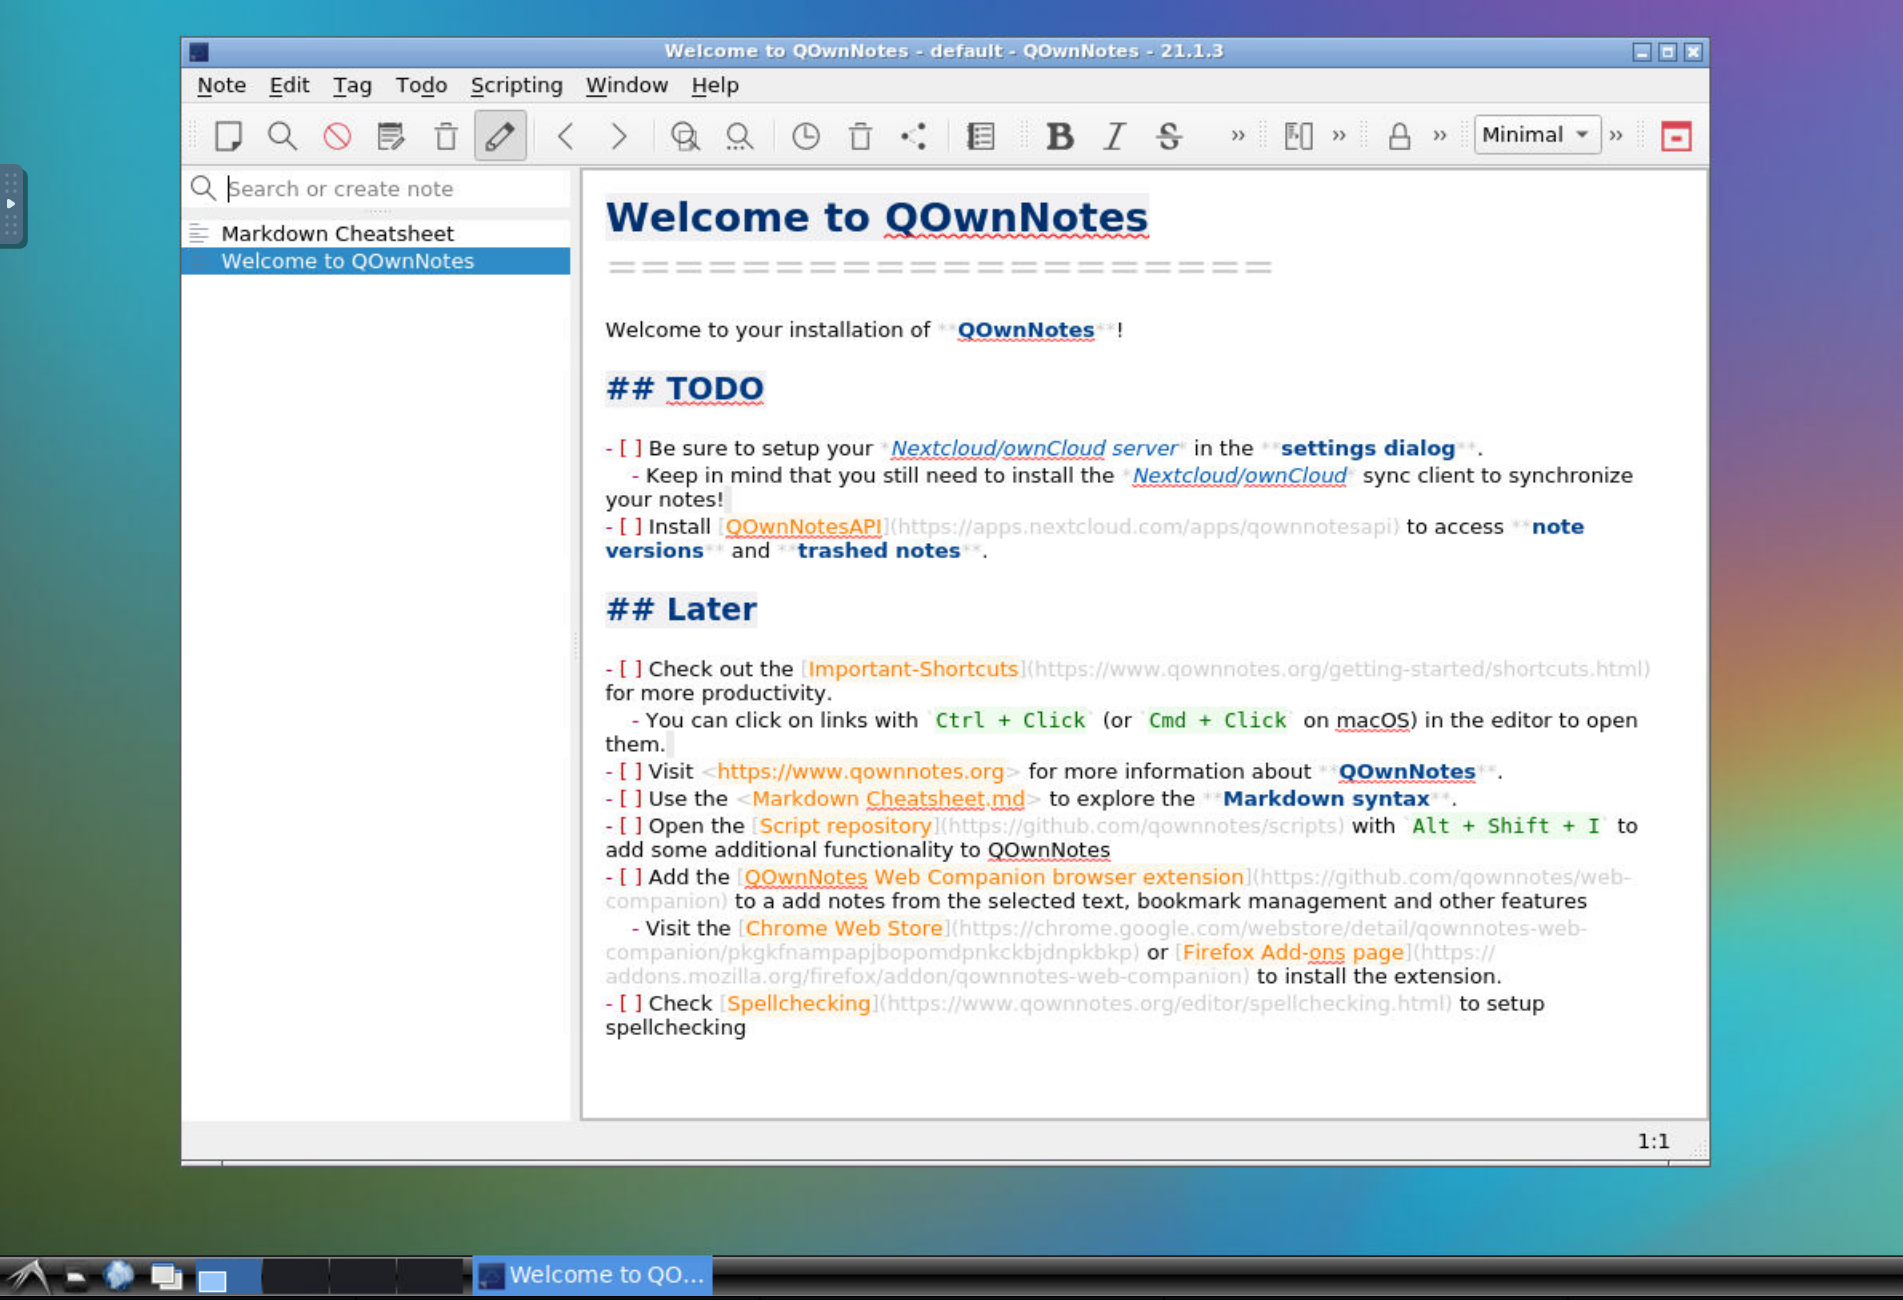 Welcome to QOwnNotes - default - QOwnNotes - 21.1.3
Note Edit Tag Todo Scripting Window Help
B I S » » » Minimal »
Search or create note
Markdown Cheatsheet
Welcome to QOwnNotes
Welcome to QOwnNotes
====================
Welcome to your installation of **QOwnNotes**!
## TODO
- [ ] Be sure to setup your *Nextcloud/ownCloud server* in the **settings dialog**.
- Keep in mind that you still need to install the *Nextcloud/ownCloud* sync client to synchronize
your notes!
- [ ] Install [QOwnNotesAPI](https://apps.nextcloud.com/apps/qownnotesapi) to access **note
versions** and **trashed notes**.
## Later
- [ ] Check out the [Important-Shortcuts](https://www.qownnotes.org/getting-started/shortcuts.html)
for more productivity.
- You can click on links with `Ctrl + Click` (or `Cmd + Click` on macOS) in the editor to open
them.
- [ ] Visit <https://www.qownnotes.org> for more information about **QOwnNotes**.
- [ ] Use the <Markdown Cheatsheet.md> to explore the **Markdown syntax**.
- [ ] Open the [Script repository](https://github.com/qownnotes/scripts) with `Alt + Shift + I` to
add some additional functionality to QOwnNotes
- [ ] Add the [QOwnNotes Web Companion browser extension](https://github.com/qownnotes/web-
companion) to a add notes from the selected text, bookmark management and other features
- Visit the [Chrome Web Store](https://chrome.google.com/webstore/detail/qownnotes-web-
companion/pkgkfnampapjbopomdpnkckbjdnpkbkp) or [Firefox Add-ons page](https://
addons.mozilla.org/firefox/addon/qownnotes-web-companion) to install the extension.
- [ ] Check [Spellchecking](https://www.qownnotes.org/editor/spellchecking.html) to setup
spellchecking
1:1
Welcome to QO...